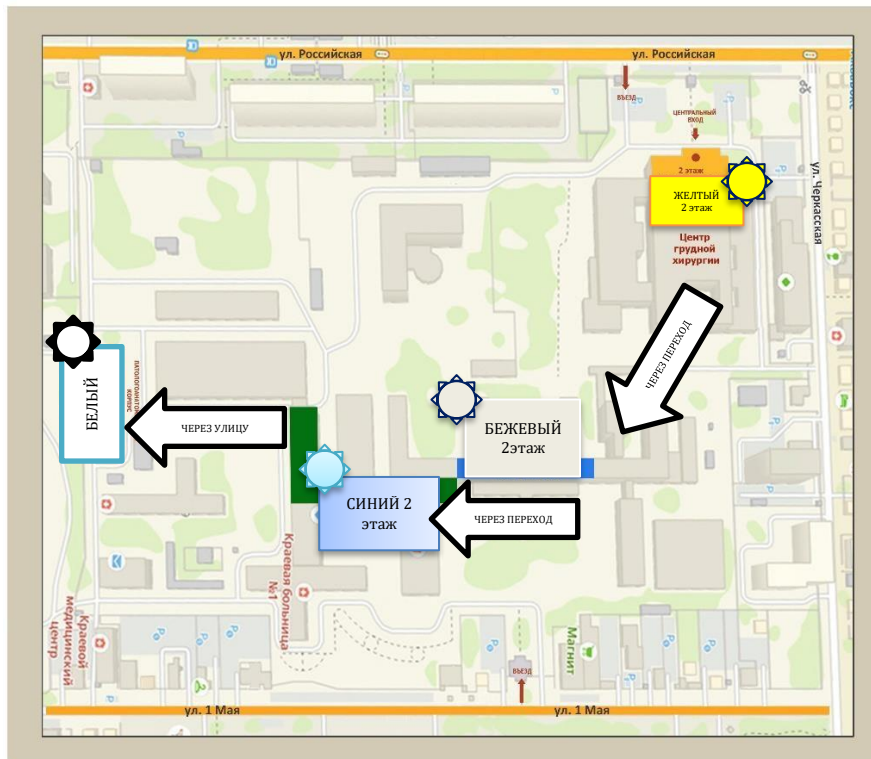 ул. Российская
ул. Российская
ВЪЕЗД
ЦЕНТРАЛЬНЫЙ
ВХОД
2 этаж
ЖЕЛТЫЙ
2 этаж
ул. Черкасская
Центр
грудной
хирургии
ЧЕРЕЗ ПЕРЕХОД
БЕЛЫЙ
ЧЕРЕЗ УЛИЦУ
БЕЖЕВЫЙ
2этаж
СИНИЙ 2
этаж
ЧЕРЕЗ ПЕРЕХОД
Краевая больница
№1
Краевой
медицинский
центр
Магнит
ВЪЕЗД
ул. 1 Мая
ул. 1 Мая